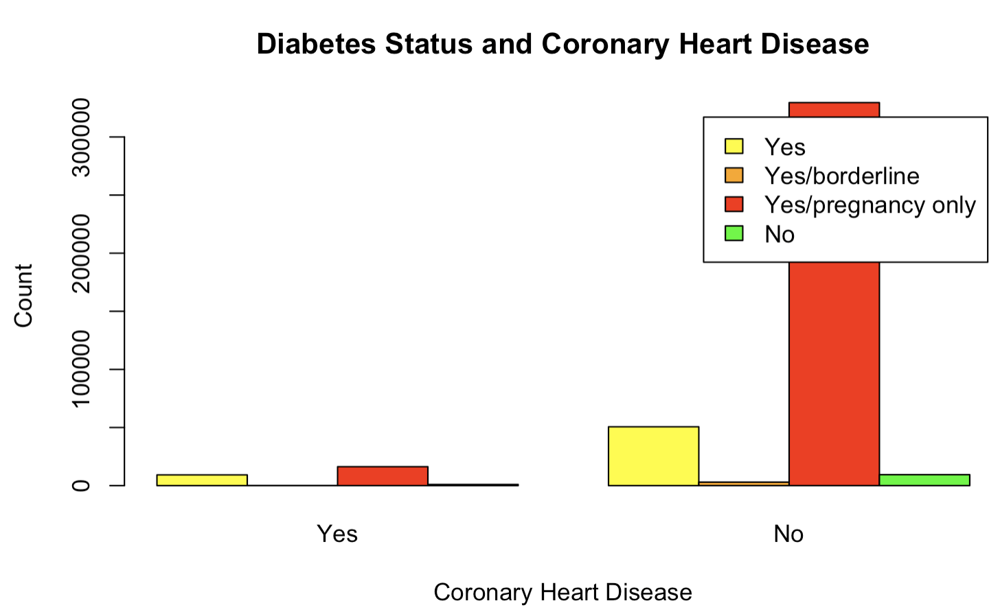 Diabetes Status and Coronary Heart Disease
Count
300000
200000
100000
0
Yes
Yes/borderline
Yes/pregnancy only
No
Yes
No
Coronary Heart Disease